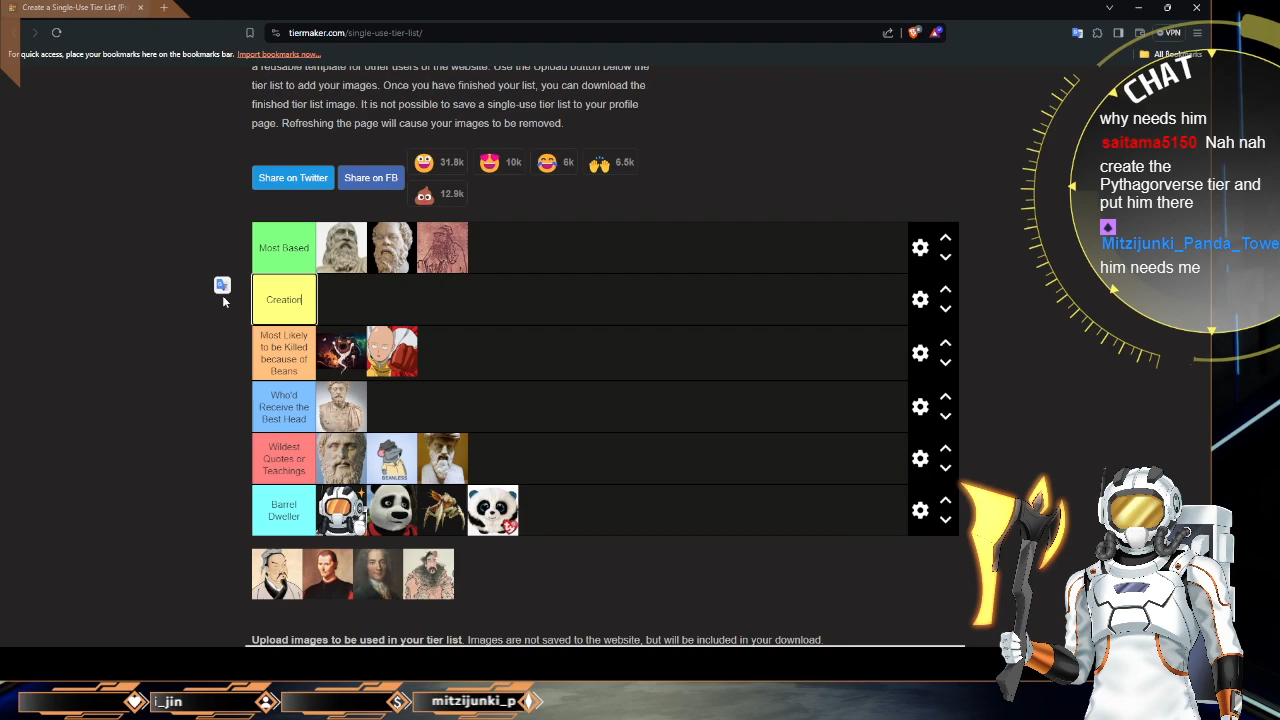 Create a Single-Use Tier List (Pi
tiermaker.com/single-use-tier-list/
VPN
For quick access, place your bookmarks here on the bookmarks bar. Import bookmarks now...
All Bookmarks
a reusable template for other users of the website. Use the Upload button below the
tier list to add your images. Once you have finished your list, you can download the
finished tier list image. It is not possible to save a single-use tier list to your profile
page. Refreshing the page will cause your images to be removed.
Share on Twitter
Share on FB
31.8k
10k
6k
6.5k
12.9k
Most Based
Creation
Most Likely
to be Killed
because of
Beans
Who'd
Receive the
Best Head
Wildest
Quotes or
Teachings
BEANLESS
Barrel
Dweller
ty
Upload images to be used in your tier list. Images are not saved to the website, but will be included in your download.
CHAT
why needs him
saitama5150 Nah nah
create the
Pythagorverse tier and
put him there
Mitzijunki_Panda_Towe
him needs me
i_jin
$
mitzijunki_p